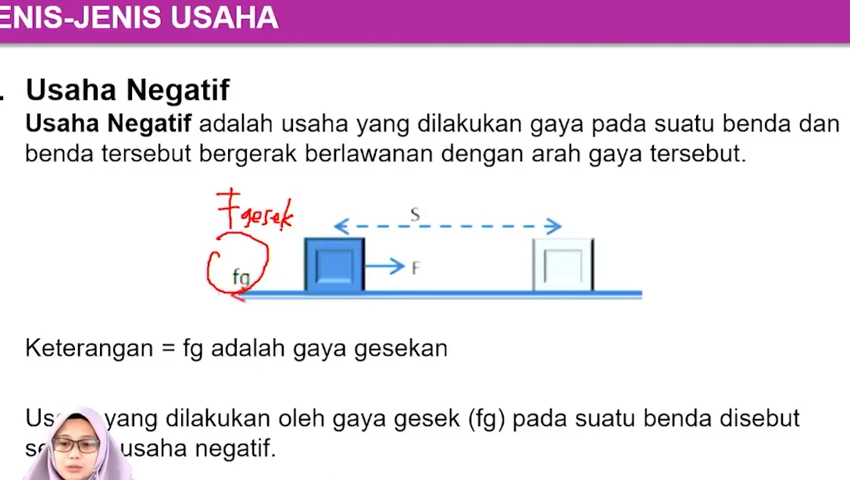 ENIS-JENIS USAHA
. Usaha Negatif
Usaha Negatif adalah usaha yang dilakukan gaya pada suatu benda dan
benda tersebut bergerak berlawanan dengan arah gaya tersebut.
F gesek
S
fg
F
Keterangan = fg adalah gaya gesekan
yang dilakukan oleh gaya gesek (fg) pada suatu benda disebut
usaha negatif.